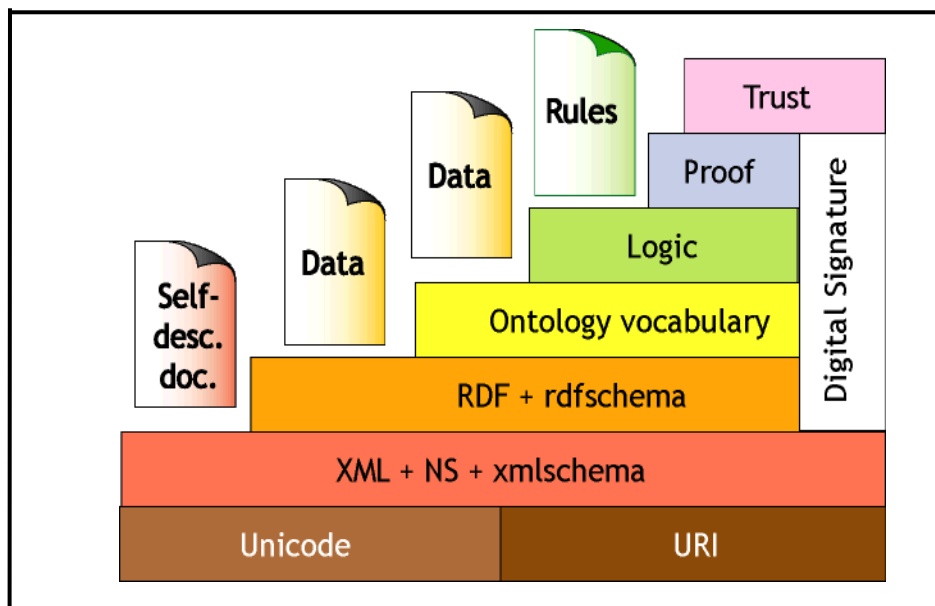 Rules
Trust
Data
Proof
Data
Logic
Self-
desc.
doc.
Ontology vocabulary
Digital Signature
RDF + rdfschema
XML + NS + xmlschema
Unicode
URI